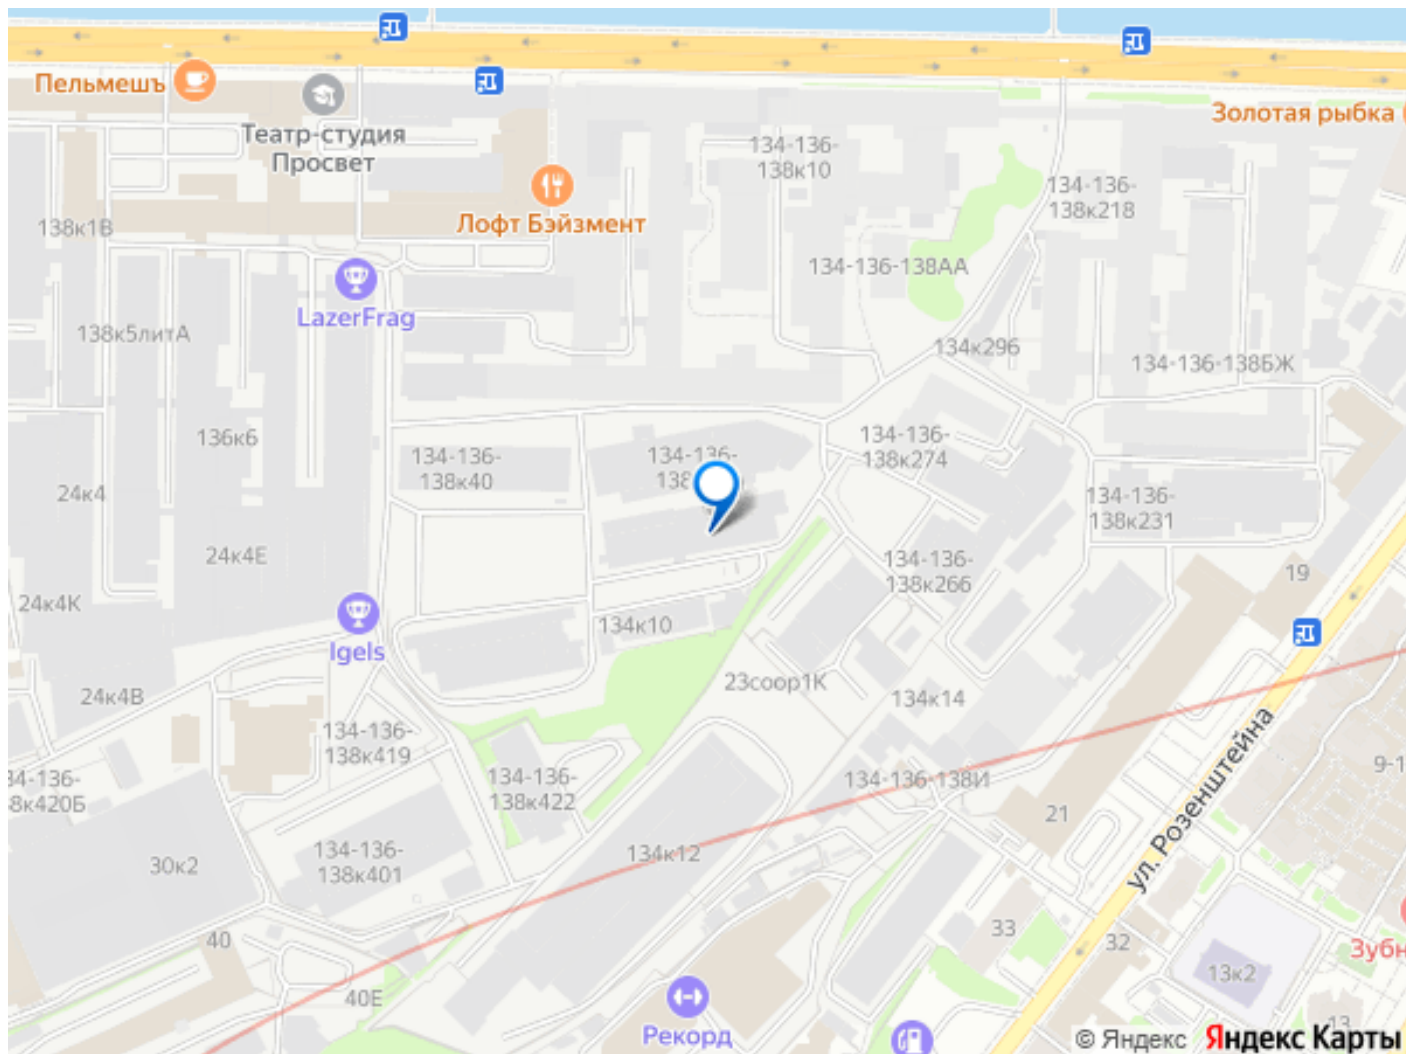 Пельмешъ
Театр-студия
Просвет
Золотая рыбка
134-136-
138к10
134-136-
138к218
Лофт Бэйзмент
138к1В
134-136-138АА
LazerFrag
138к5литА
134к296
134-136-138БЖ
136к6
134-136-
138к40
134-136-
134-136-
138к274
24к4
134-136-
138к231
24к4Е
134-136-
138к266
19
24к4К
134к10
Igels
24к4В
23соор1К
134к14
134-136-
138к419
ул. Розенштейна
134-136-
138к422
134-136-138И
21
134к12
134-136-
138к401
30к2
40
33
32
13к2
40Е
Рекорд
13
© Яндекс Яндекс Карты